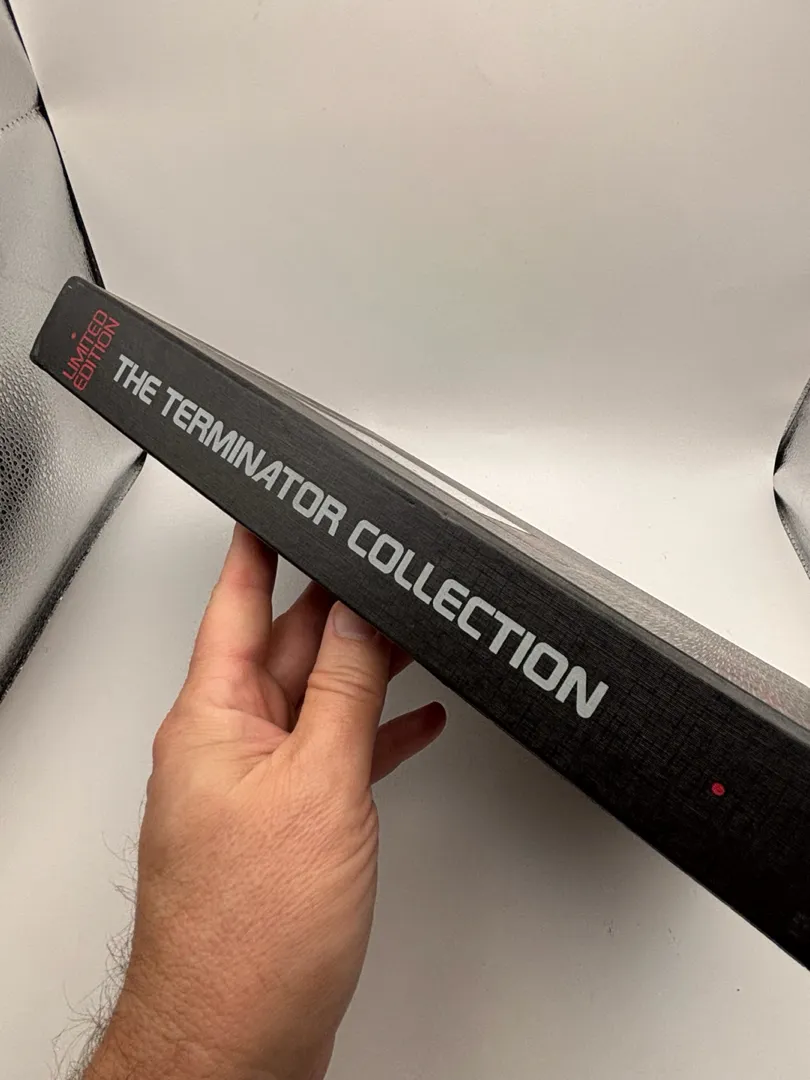 LIMITED
EDITION
THE TERMINATOR COLLECTION